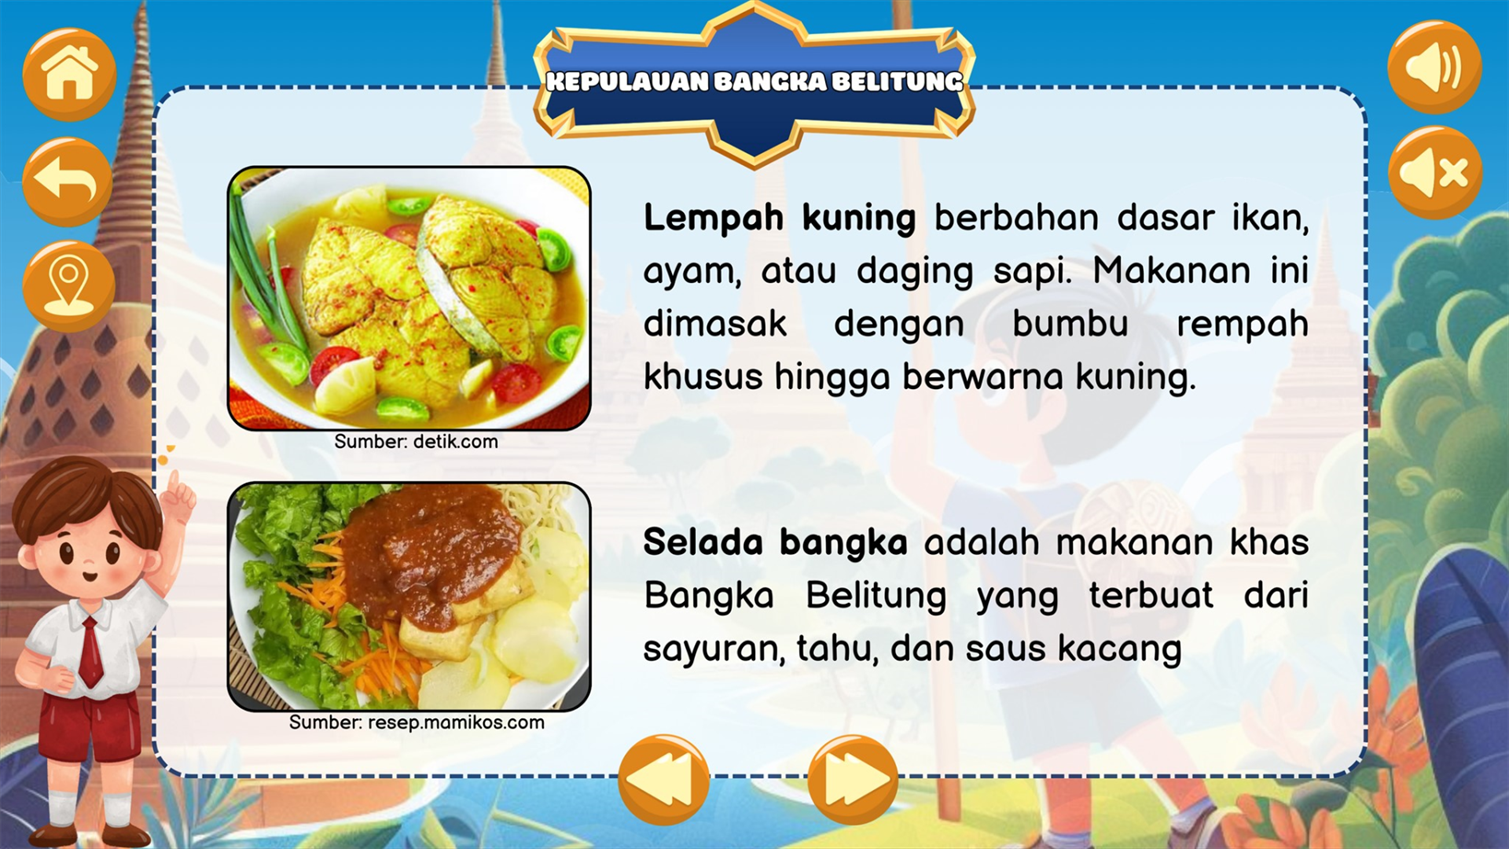 KEPULAUAN BANGKA BELITUNG
Lempah kuning berbahan dasar ikan,
ayam, atau daging sapi. Makanan ini
dimasak dengan bumbu rempah
khusus hingga berwarna kuning.
Sumber: detik.com
Selada bangka adalah makanan khas
Bangka Belitung yang terbuat dari
sayuran, tahu, dan saus kacang
Sumber: resep.mamikos.com